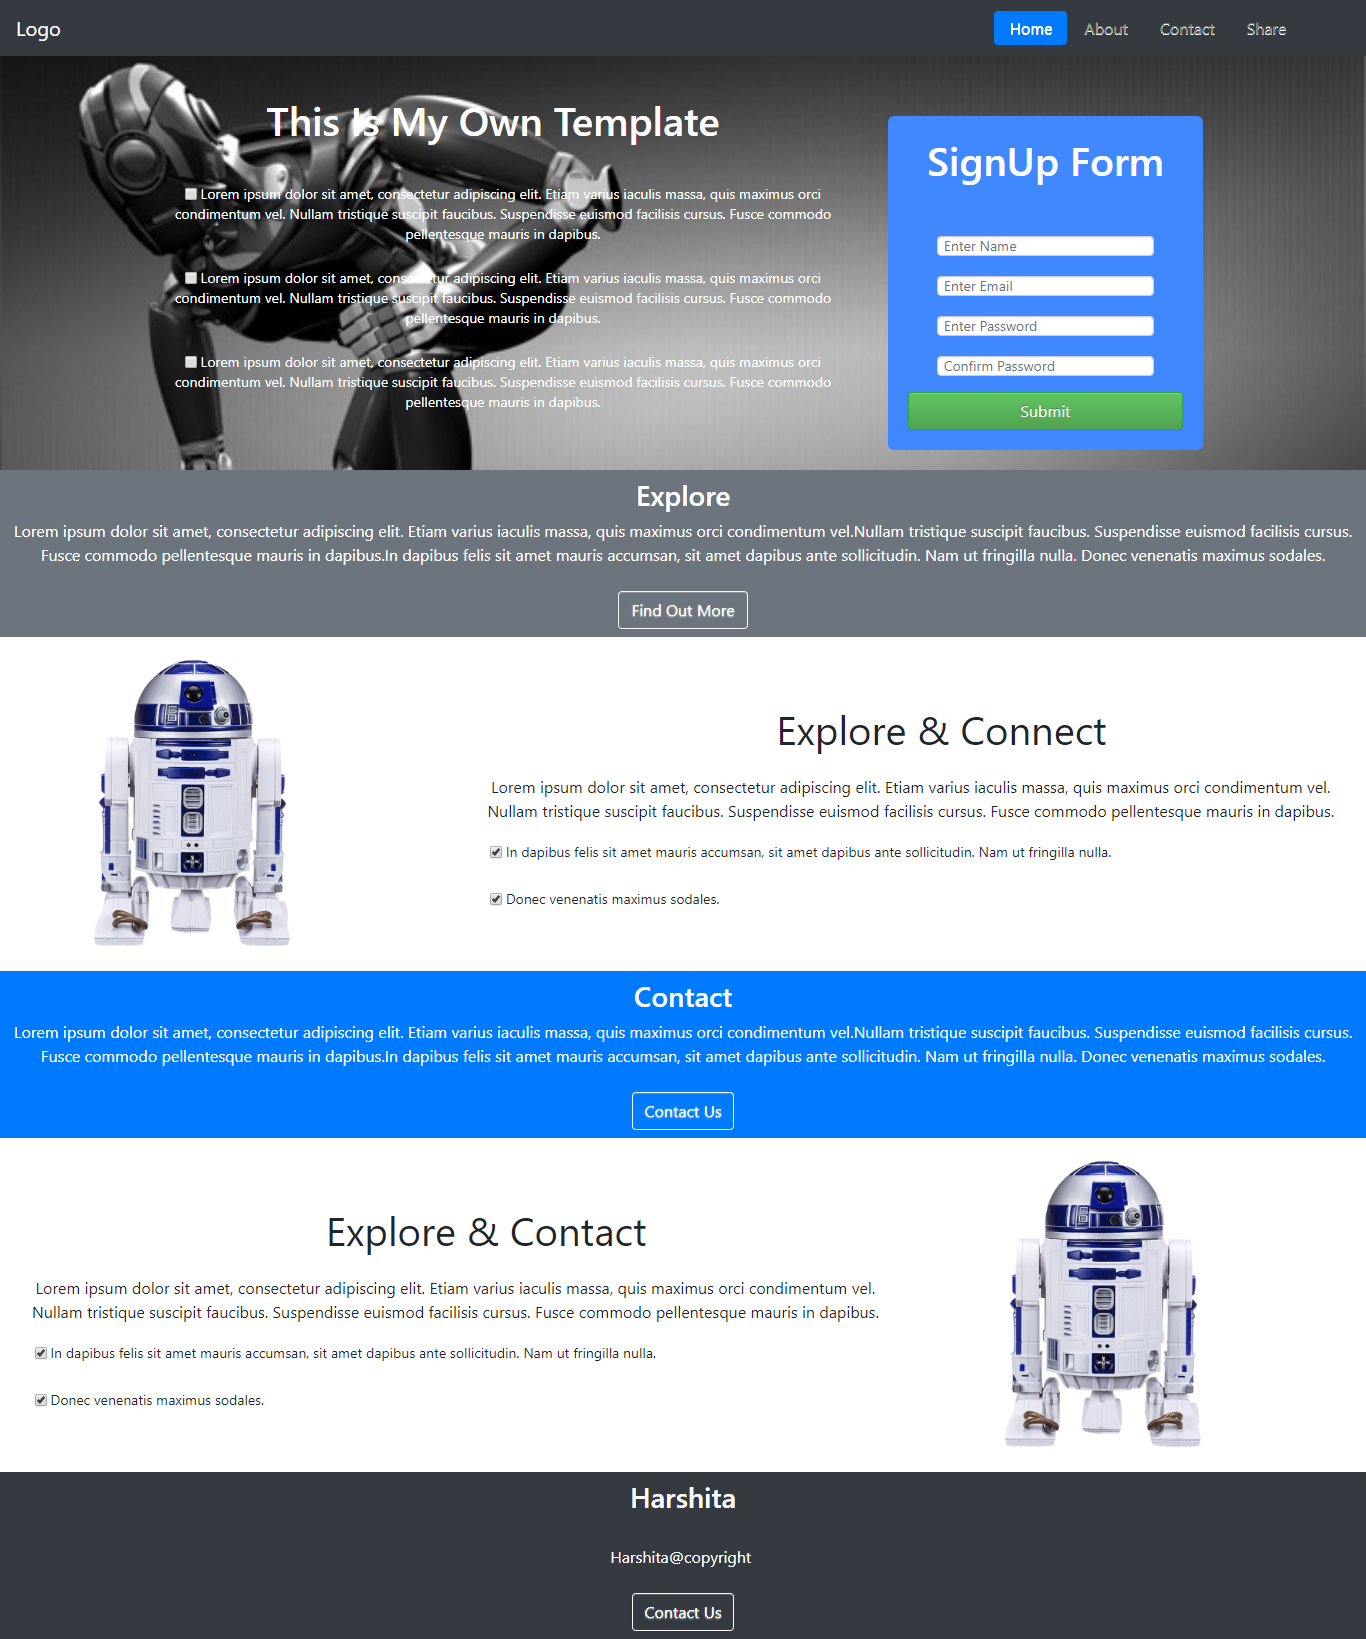 Logo
Home
About
Contact
Share
This Is My Own Template
Lorem ipsum dolor sit amet, consectetur adipiscing elit. Etiam varius iaculis massa, quis maximus orci
condimentum vel. Nullam tristique suscipit faucibus. Suspendisse euismod facilisis cursus. Fusce commodo
pellentesque mauris in dapibus.
Lorem ipsum dolor sit amet, consectetur adipiscing elit. Etiam varius iaculis massa, quis maximus orci
condimentum vel. Nullam tristique suscipit faucibus. Suspendisse euismod facilisis cursus. Fusce commodo
pellentesque mauris in dapibus.
Lorem ipsum dolor sit amet, consectetur adipiscing elit. Etiam varius iaculis massa, quis maximus orci
condimentum vel. Nullam tristique suscipit faucibus. Suspendisse euismod facilisis cursus. Fusce commodo
pellentesque mauris in dapibus.
SignUp Form
Enter Name
Enter Email
Enter Password
Confirm Password
Submit
Explore
Lorem ipsum dolor sit amet, consectetur adipiscing elit. Etiam varius iaculis massa, quis maximus orci condimentum vel.Nullam tristique suscipit faucibus. Suspendisse euismod facilisis cursus.
Fusce commodo pellentesque mauris in dapibus.In dapibus felis sit amet mauris accumsan, sit amet dapibus ante sollicitudin. Nam ut fringilla nulla. Donec venenatis maximus sodales.
Find Out More
Explore & Connect
Lorem ipsum dolor sit amet, consectetur adipiscing elit. Etiam varius iaculis massa, quis maximus orci condimentum vel.
Nullam tristique suscipit faucibus. Suspendisse euismod facilisis cursus. Fusce commodo pellentesque mauris in dapibus.
In dapibus felis sit amet mauris accumsan, sit amet dapibus ante sollicitudin. Nam ut fringilla nulla.
Donec venenatis maximus sodales.
Contact
Lorem ipsum dolor sit amet, consectetur adipiscing elit. Etiam varius iaculis massa, quis maximus orci condimentum vel.Nullam tristique suscipit faucibus. Suspendisse euismod facilisis cursus.
Fusce commodo pellentesque mauris in dapibus.In dapibus felis sit amet mauris accumsan, sit amet dapibus ante sollicitudin. Nam ut fringilla nulla. Donec venenatis maximus sodales.
Contact Us
Explore & Contact
Lorem ipsum dolor sit amet, consectetur adipiscing elit. Etiam varius iaculis massa, quis maximus orci condimentum vel.
Nullam tristique suscipit faucibus. Suspendisse euismod facilisis cursus. Fusce commodo pellentesque mauris in dapibus.
In dapibus felis sit amet mauris accumsan, sit amet dapibus ante sollicitudin. Nam ut fringilla nulla.
Donec venenatis maximus sodales.
Harshita
Harshita@copyright
Contact Us